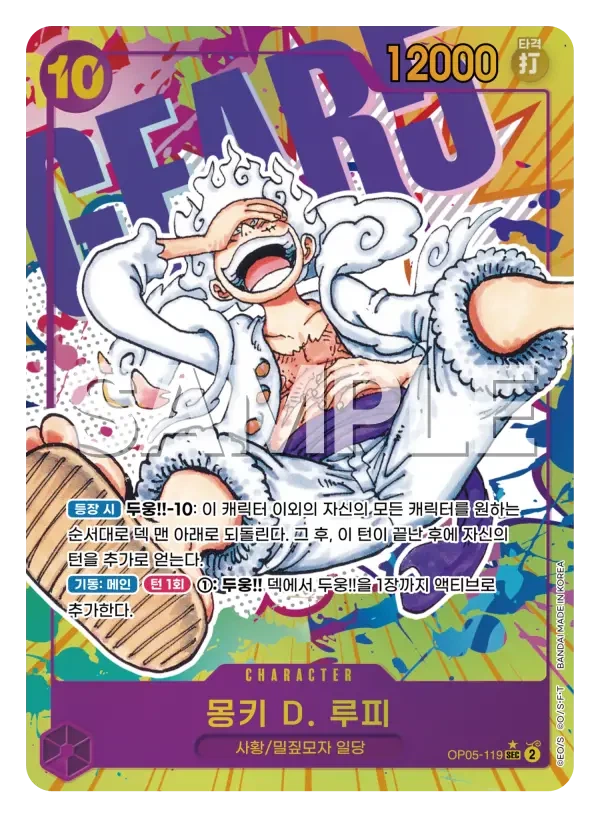 10
12000
타격
打
GEAR5
SAMPLE
등장 시 두웅!!-10: 이 캐릭터 이외의 자신의 모든 캐릭터를 원하는
순서대로 덱 맨 아래로 되돌린다. 그 후, 이 턴이 끝난 후에 자신의
턴을 추가로 얻는다.
기동: 메인 턴 1회 ①: 두웅!! 덱에서 두웅!!을 1장까지 액티브로
추가한다.
CHARACTER
몽키 D. 루피
사황/밀짚모자 일당
OP05-119 SEC 2
©E.O/S. ©O/S·F·T BANDAI MADE IN KOREA